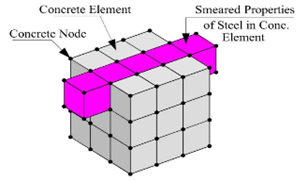 Concrete Element
Concrete Node
Smeared Properties
of Steel in Conc.
Element